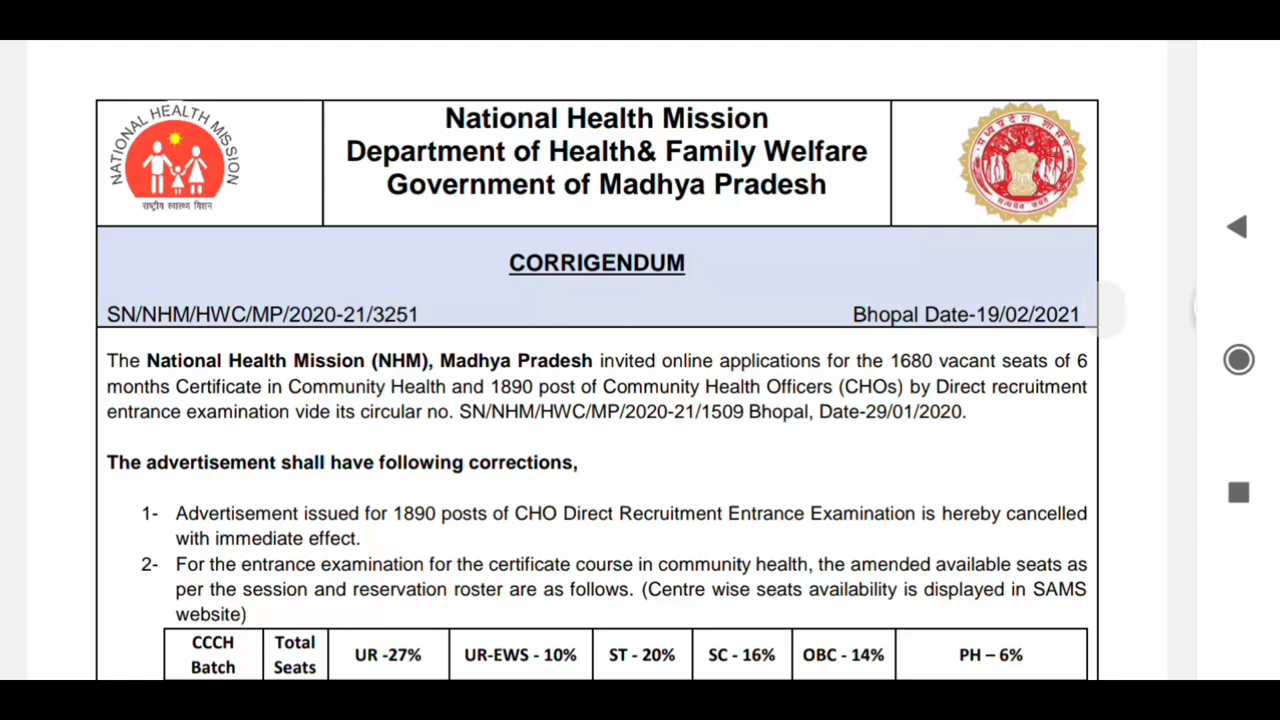 NATIONAL HEALTH MISSION
राष्ट्रीय स्वास्थ्य मिशन
National Health Mission
Department of Health& Family Welfare
Government of Madhya Pradesh
मध्यप्रदेश शासन
सत्यमेव जयते
CORRIGENDUM
SN/NHM/HWC/MP/2020-21/3251 Bhopal Date-19/02/2021
The National Health Mission (NHM), Madhya Pradesh invited online applications for the 1680 vacant seats of 6
months Certificate in Community Health and 1890 post of Community Health Officers (CHOs) by Direct recruitment
entrance examination vide its circular no. SN/NHM/HWC/MP/2020-21/1509 Bhopal, Date-29/01/2020.
The advertisement shall have following corrections,
1- Advertisement issued for 1890 posts of CHO Direct Recruitment Entrance Examination is hereby cancelled
with immediate effect.
2- For the entrance examination for the certificate course in community health, the amended available seats as
per the session and reservation roster are as follows. (Centre wise seats availability is displayed in SAMS
website)
CCCH Batch Total Seats UR -27% UR-EWS - 10% ST - 20% SC - 16% OBC - 14% PH – 6%